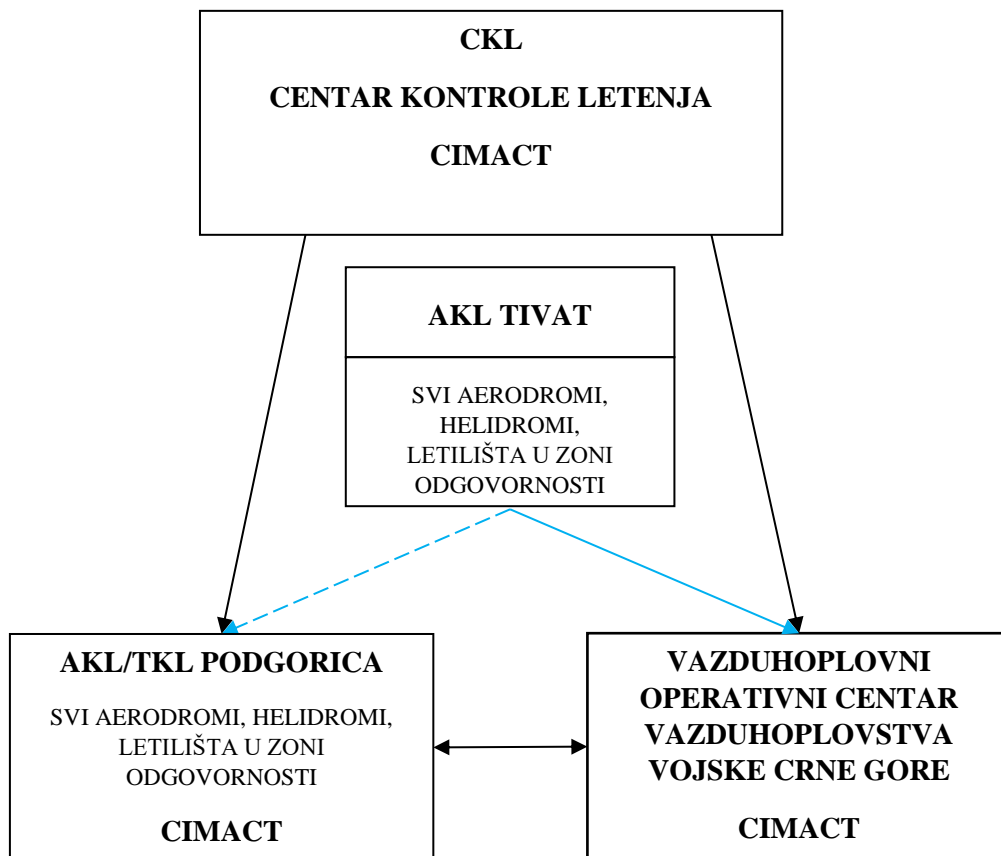 CKL
CENTAR KONTROLE LETENJA
CIMACT
AKL TIVAT
SVI AERODROMI,
HELIDROMI,
LETILIŠTA U ZONI
ODGOVORNOSTI
AKL/TKL PODGORICA
SVI AERODROMI, HELIDROMI,
LETILIŠTA U ZONI
ODGOVORNOSTI
CIMACT
VAZDUHOPLOVNI
OPERATIVNI CENTAR
VAZDUHOPLOVSTVA
VOJSKE CRNE GORE
CIMACT